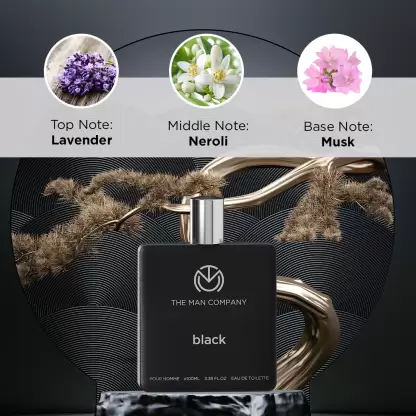 Top Note:
Lavender
Middle Note:
Neroli
Base Note:
Musk
THE MAN COMPANY
black
POUR HOMME e100ML 3.38 FL.OZ EAU DE TOILETTE